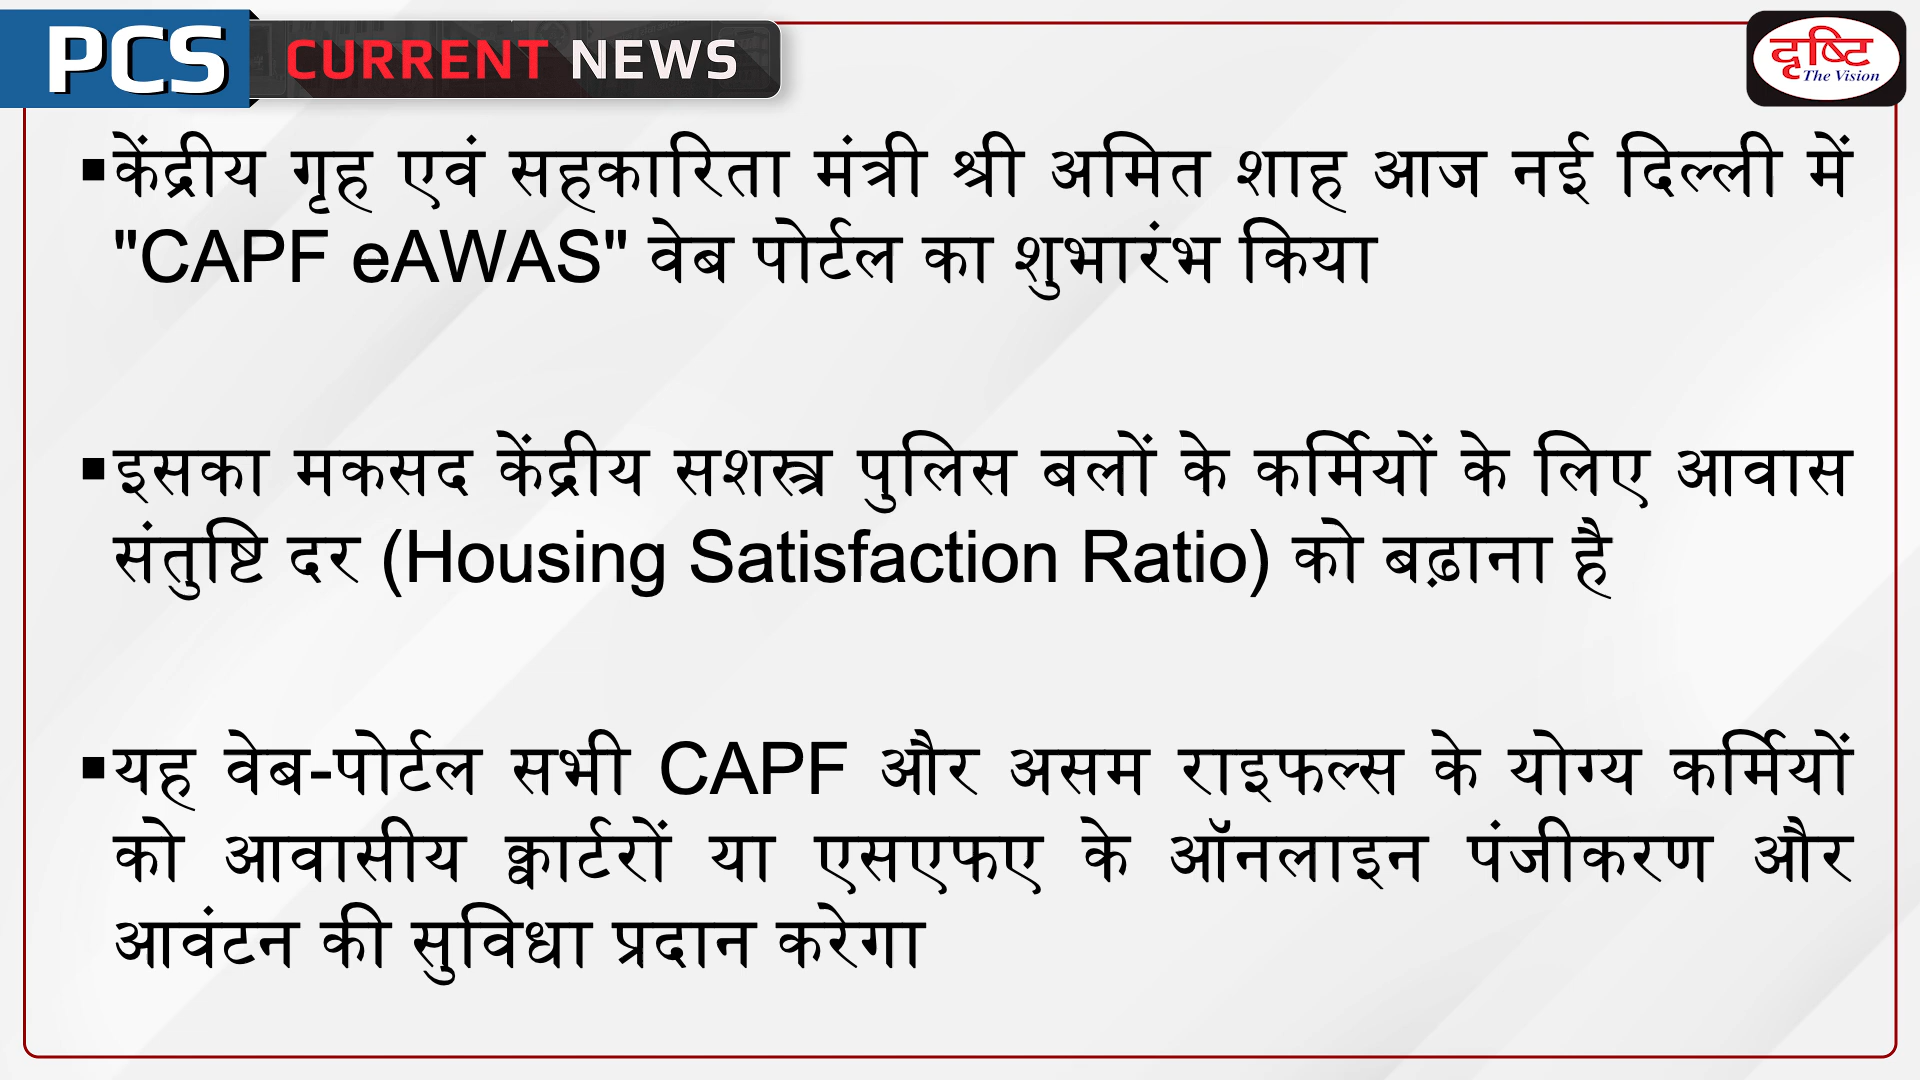 PCS CURRENT NEWS
दृष्टि
The Vision
▪केंद्रीय गृह एवं सहकारिता मंत्री श्री अमित शाह आज नई दिल्ली में
"CAPF eAWAS" वेब पोर्टल का शुभारंभ किया
▪इसका मकसद केंद्रीय सशस्त्र पुलिस बलों के कर्मियों के लिए आवास
संतुष्टि दर (Housing Satisfaction Ratio) को बढ़ाना है
▪यह वेब-पोर्टल सभी CAPF और असम राइफल्स के योग्य कर्मियों
को आवासीय क्वार्टरों या एसएफए के ऑनलाइन पंजीकरण और
आवंटन की सुविधा प्रदान करेगा